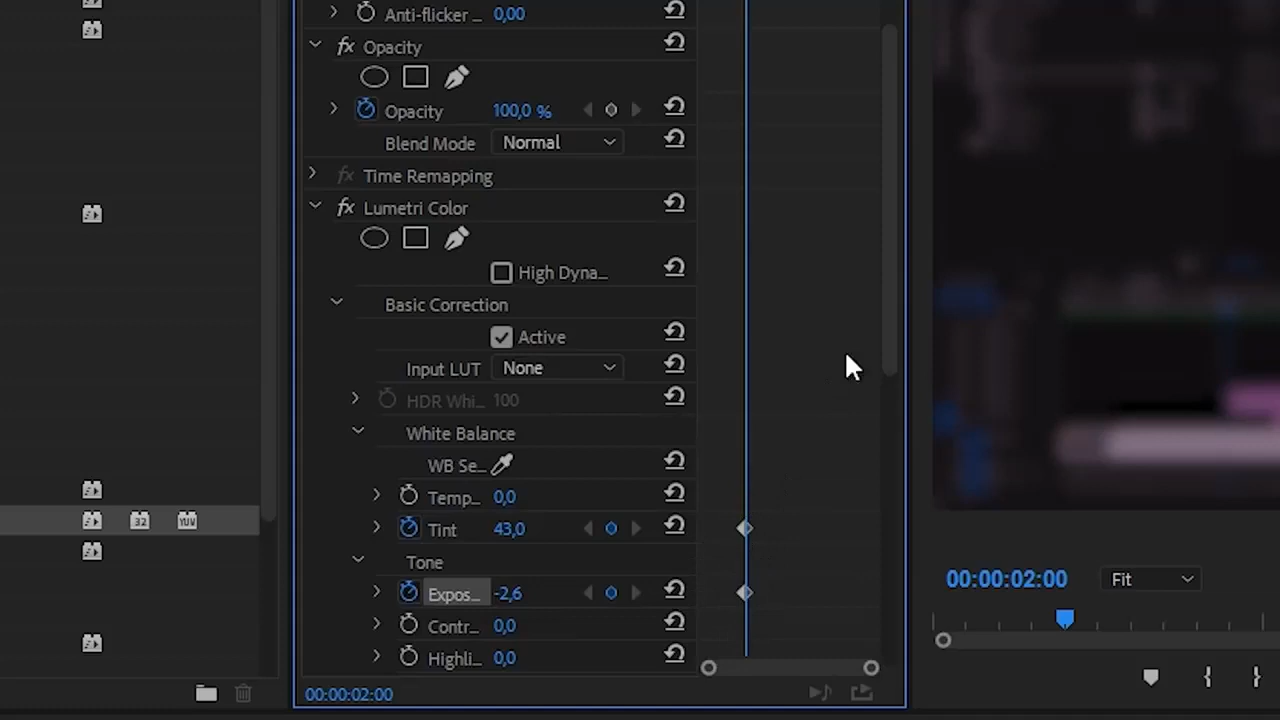 Anti-flicker ... 0,00
fx Opacity
Opacity 100,0 %
Blend Mode Normal
fx Time Remapping
fx Lumetri Color
High Dyna...
Basic Correction
Active
Input LUT None
HDR Whi... 100
White Balance
WB Se...
Temp... 0,0
Tint 43,0
Tone
Expos... -2,6
Contr... 0,0
Highli... 0,0
00:00:02:00
32 YUV
00:00:02:00 Fit